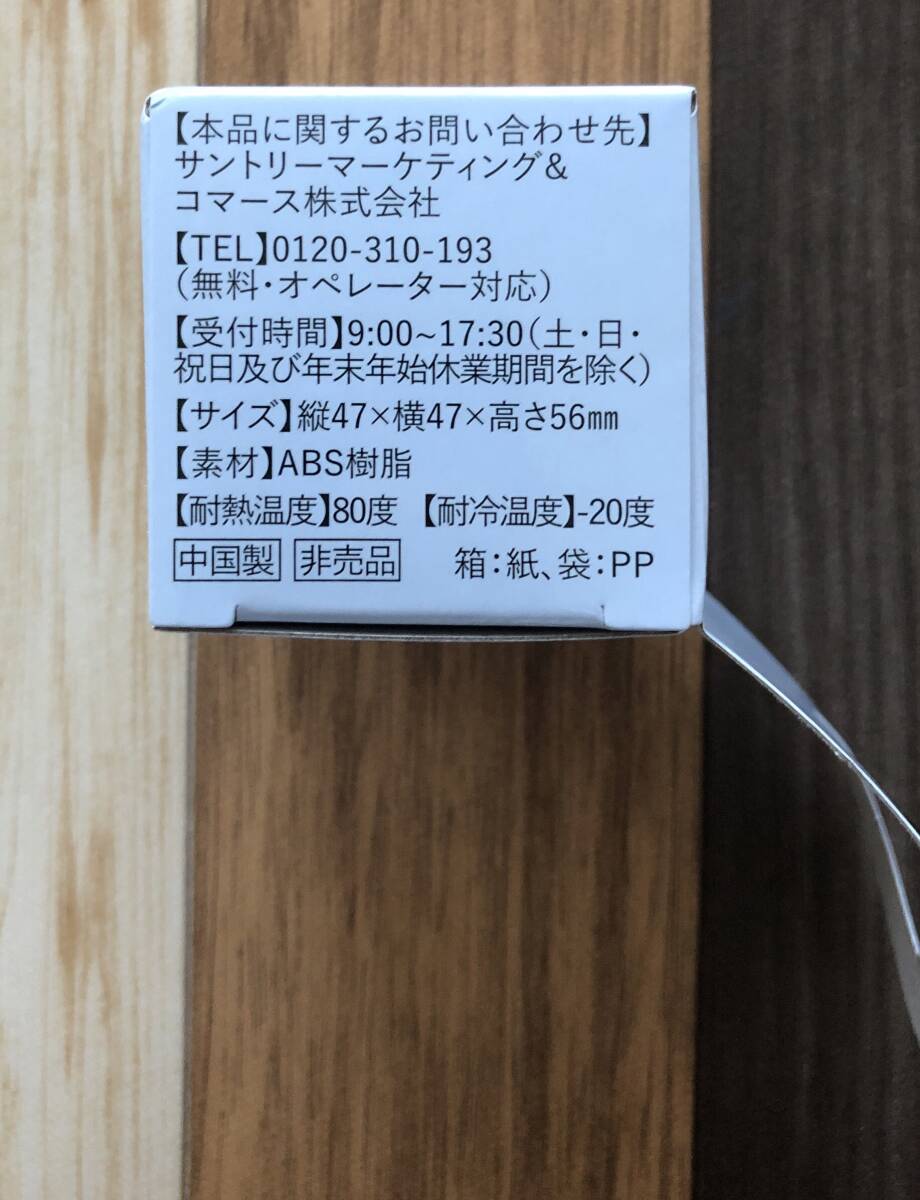 【本品に関するお問い合わせ先】
サントリーマーケティング&
コマース株式会社
【TEL】0120-310-193
(無料・オペレーター対応)
【受付時間】9:00~17:30(土・日・
祝日及び年末年始休業期間を除く)
【サイズ】縦47×横47×高さ56㎜
【素材】ABS樹脂
【耐熱温度】80度 【耐冷温度】-20度
中国製 非売品 箱:紙、袋:PP